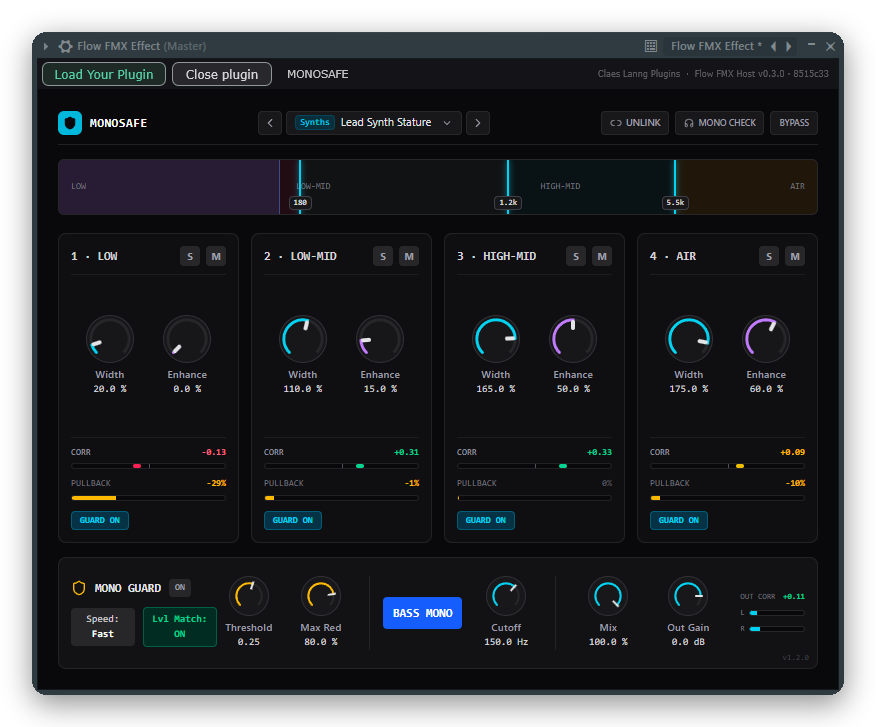 Flow FMX Effect (Master)
Flow FMX Effect *
Load Your Plugin
Close plugin
MONOSAFE
Claes Lanng Plugins · Flow FMX Host v0.3.0 · 8515c33
MONOSAFE
Synths
Lead Synth Stature
UNLINK
MONO CHECK
BYPASS
LOW
LOW-MID
HIGH-MID
AIR
180
1.2k
5.5k
1 · LOW
S
M
Width
20.0 %
Enhance
0.0 %
CORR
-0.13
PULLBACK
-29%
GUARD ON
2 · LOW-MID
S
M
Width
110.0 %
Enhance
15.0 %
CORR
+0.31
PULLBACK
-1%
GUARD ON
3 · HIGH-MID
S
M
Width
165.0 %
Enhance
50.0 %
CORR
+0.33
PULLBACK
0%
GUARD ON
4 · AIR
S
M
Width
175.0 %
Enhance
60.0 %
CORR
+0.09
PULLBACK
-10%
GUARD ON
MONO GUARD
ON
Speed:
Fast
Lvl Match:
ON
Threshold
0.25
Max Red
80.0 %
BASS MONO
Cutoff
150.0 Hz
Mix
100.0 %
Out Gain
0.0 dB
OUT CORR
+0.11
L
R
v1.2.0